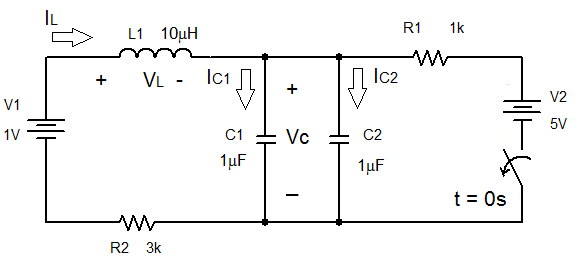 IL
L1 10µH
R1 1k
+ VL -
IC1
IC2
+
V1
1V
V2
5V
C1
1µF
Vc
C2
1µF
–
t = 0s
R2 3k